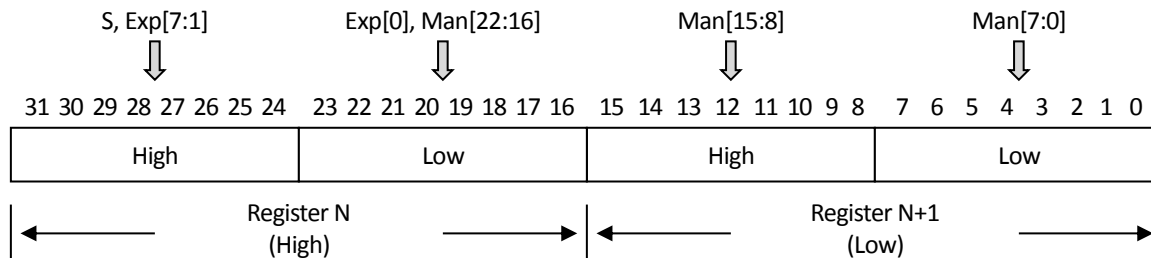 S, Exp[7:1] Exp[0], Man[22:16] Man[15:8] Man[7:0]
31 30 29 28 27 26 25 24 23 22 21 20 19 18 17 16 15 14 13 12 11 10 9 8 7 6 5 4 3 2 1 0
High Low High Low
Register N Register N+1
(High) (Low)